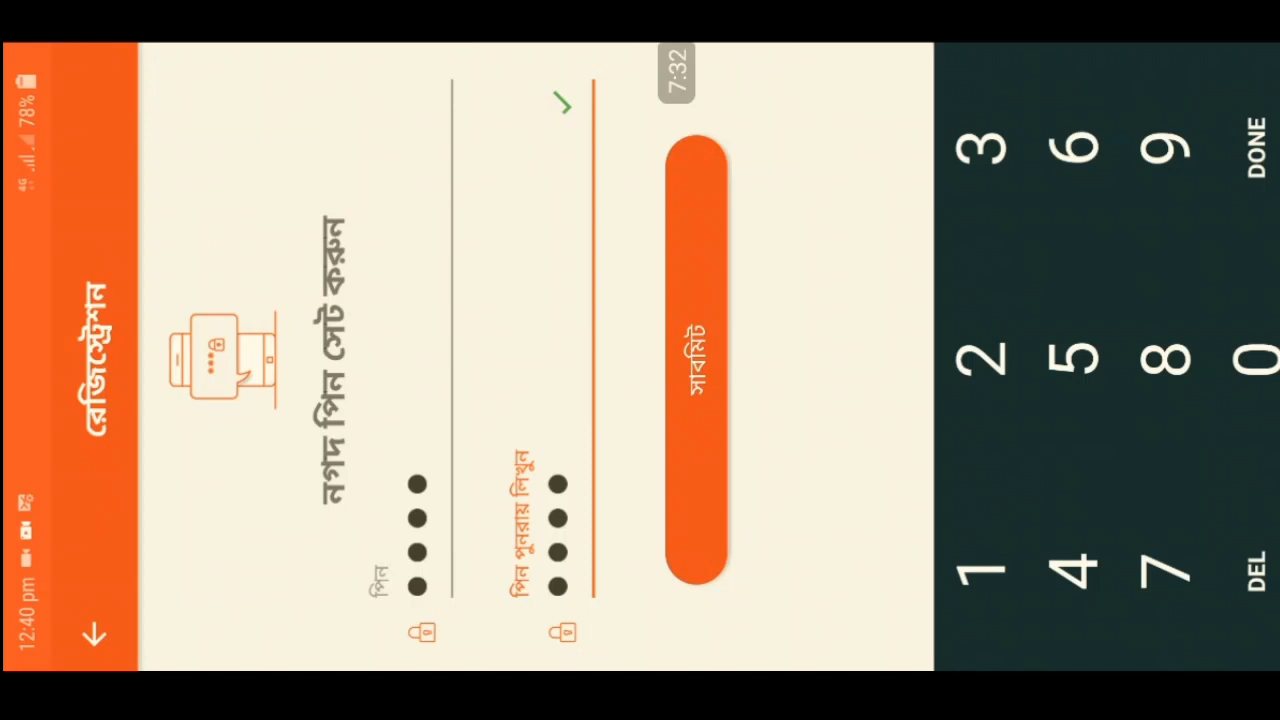 12:40 pm 4G 78%
রেজিস্ট্রেশন
নগদ পিন সেট করুন
পিন
পিন পুনরায় লিখুন
7:32
সাবমিট
1 2 3
4 5 6
7 8 9
DEL 0 DONE